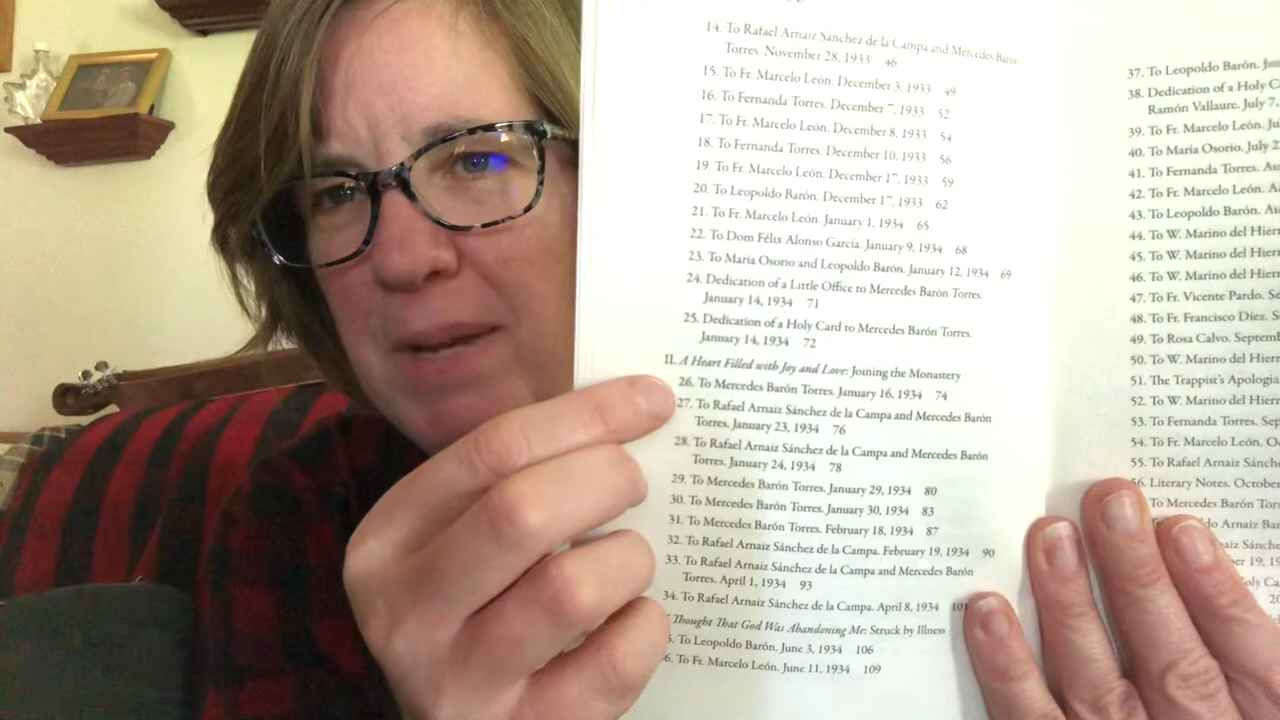 14. To Rafael Arnaiz Sánchez de la Campa and Mercedes Barón
Torres. November 28, 1933 46
15. To Fr. Marcelo León. December 3, 1933 49
16. To Fernanda Torres. December 7, 1933 52
17. To Fr. Marcelo León. December 8, 1933 54
18. To Fernanda Torres. December 10, 1933 56
19. To Fr. Marcelo León. December 17, 1933 59
20. To Leopoldo Barón. December 17, 1933 62
21. To Fr. Marcelo León. January 1, 1934 65
22. To Dom Félix Alonso García. January 9, 1934 68
23. To María Osorio and Leopoldo Barón. January 12, 1934 69
24. Dedication of a Little Office to Mercedes Barón Torres.
January 14, 1934 71
25. Dedication of a Holy Card to Mercedes Barón Torres.
January 14, 1934 72
II. A Heart Filled with Joy and Love: Joining the Monastery
26. To Mercedes Barón Torres. January 16, 1934 74
27. To Rafael Arnaiz Sánchez de la Campa and Mercedes Barón
Torres. January 23, 1934 76
28. To Rafael Arnaiz Sánchez de la Campa and Mercedes Barón
Torres. January 24, 1934 78
29. To Mercedes Barón Torres. January 29, 1934 80
30. To Mercedes Barón Torres. January 30, 1934 83
31. To Mercedes Barón Torres. February 18, 1934 87
32. To Rafael Arnaiz Sánchez de la Campa. February 19, 1934 90
33. To Rafael Arnaiz Sánchez de la Campa and Mercedes Barón
Torres. April 1, 1934 93
34. To Rafael Arnaiz Sánchez de la Campa. April 8, 1934 101
Thought That God Was Abandoning Me: Struck by Illness
To Leopoldo Barón. June 3, 1934 106
6. To Fr. Marcelo León. June 11, 1934 109
37. To Leopoldo Barón.
38. Dedication of a Holy
Ramón Vallaure. July 7,
39. To Fr. Marcelo León.
40. To María Osorio. July
41. To Fernanda Torres.
42. To Fr. Marcelo León.
43. To Leopoldo Barón.
44. To W. Marino del Hier
45. To W. Marino del Hier
46. To W. Marino del Hier
47. To Fr. Vicente Pardo.
48. To Fr. Francisco Díez.
49. To Rosa Calvo. Septem
50. To W. Marino del Hier
51. The Trappist's Apologia
52. To W. Marino del Hier
53. To Fernanda Torres. Sep
54. To Fr. Marcelo León.
55. To Rafael Arnaiz Sánch
56. Literary Notes. October
To Mercedes Barón Tor